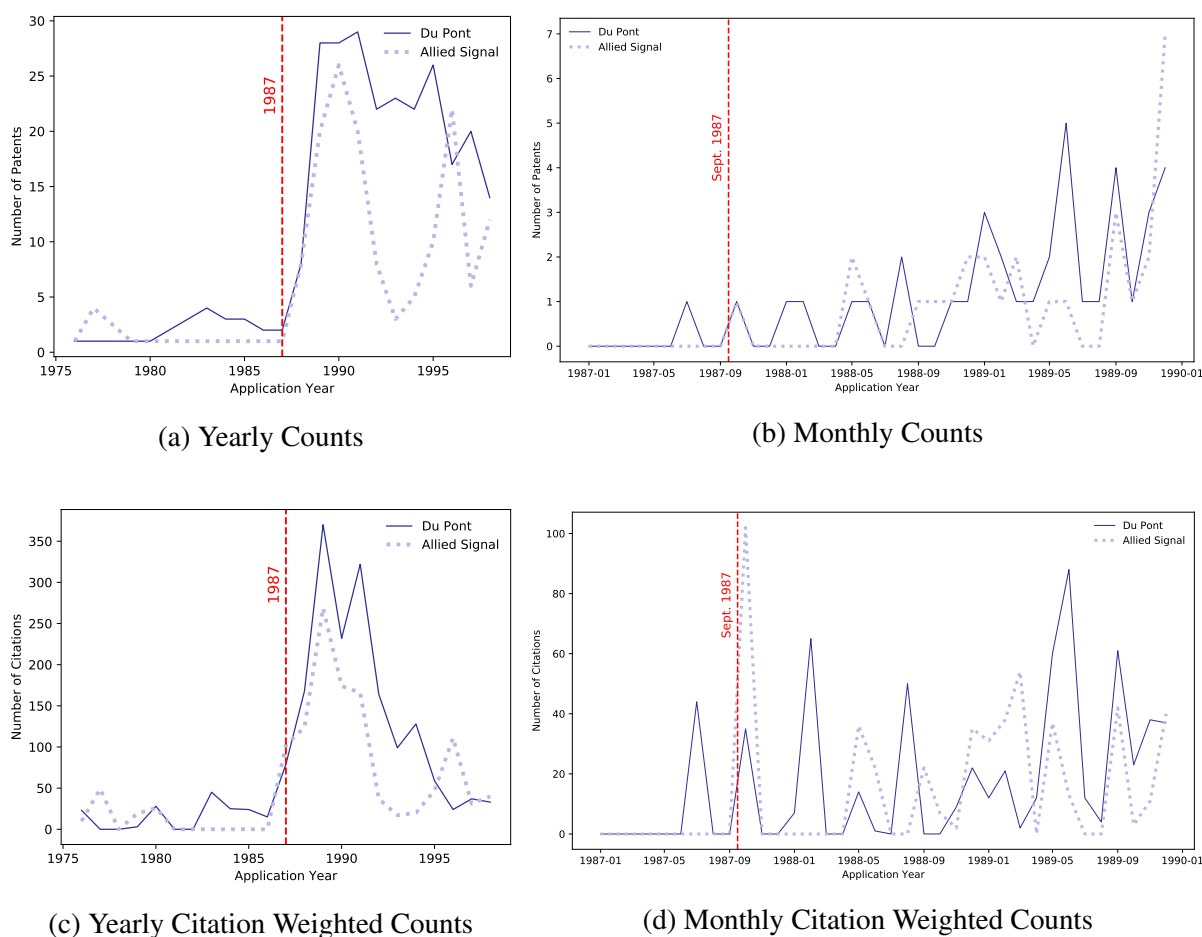 30
25
20
15
10
5
0
Number of Patents
1987
Du Pont
Allied Signal
1975 1980 1985 1990 1995
Application Year
(a) Yearly Counts
7
6
5
4
3
2
1
0
Number of Patents
Sept. 1987
Du Pont
Allied Signal
1987-01 1987-05 1987-09 1988-01 1988-05 1988-09 1989-01 1989-05 1989-09 1990-01
Application Year
(b) Monthly Counts
350
300
250
200
150
100
50
0
Number of Citations
1987
Du Pont
Allied Signal
1975 1980 1985 1990 1995
Application Year
(c) Yearly Citation Weighted Counts
100
80
60
40
20
0
Number of Citations
Sept. 1987
Du Pont
Allied Signal
1987-01 1987-05 1987-09 1988-01 1988-05 1988-09 1989-01 1989-05 1989-09 1990-01
Application Year
(d) Monthly Citation Weighted Counts